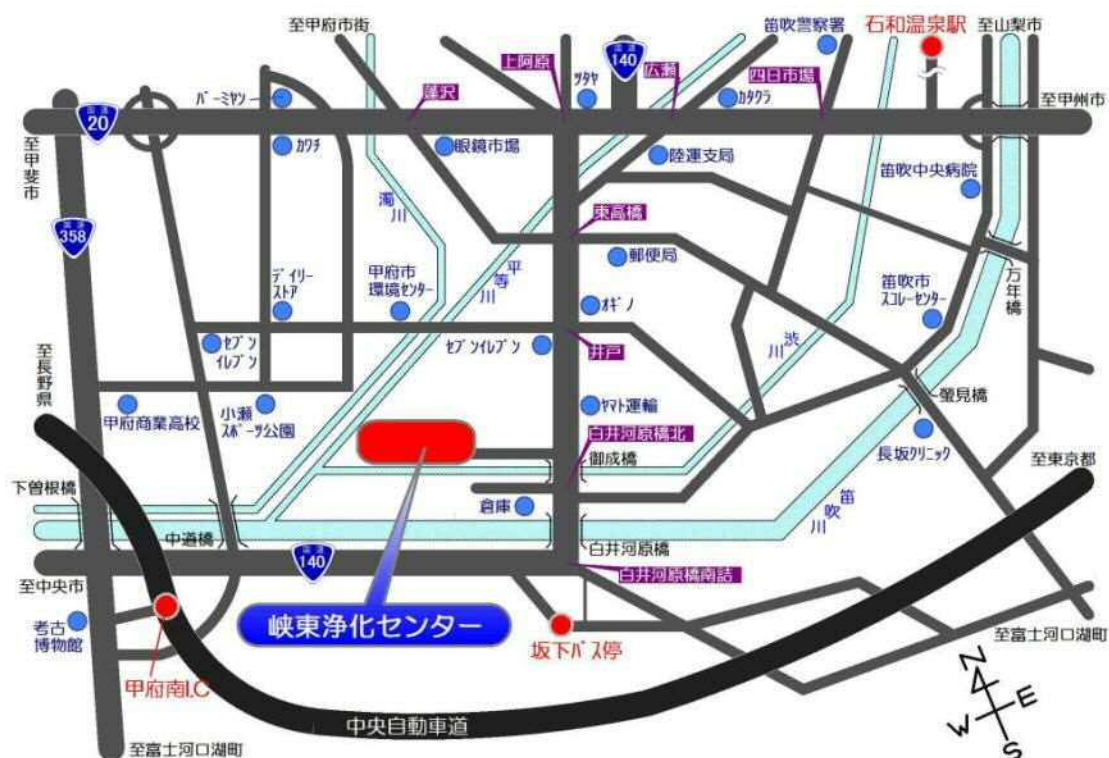 至甲府市街
上阿原
国道
140
笛吹警察署
石和温泉駅
至山梨市
バーミヤン
蓬沢
ツタヤ
広瀬
カタクラ
四日市場
国道
20
至甲州市
至甲斐市
カワチ
眼鏡市場
陸運支局
笛吹中央病院
国道
358
濁川
東高橋
平等川
郵便局
万年橋
デイリー
ストア
甲府市
環境センター
オギノ
笛吹市
スコレーセンター
渋川
セブン
イレブン
セブンイレブン
井戸
至長野県
甲府商業高校
小瀬
スポーツ公園
ヤマト運輸
蛍見橋
白井河原橋北
御成橋
長坂クリニック
至東京都
下曽根橋
倉庫
笛吹川
中道橋
国道
140
白井河原橋
至中央市
白井河原橋南詰
考古
博物館
峡東浄化センター
坂下バス停
至富士河口湖町
甲府南I.C
中央自動車道
至富士河口湖町
N
E
W
S